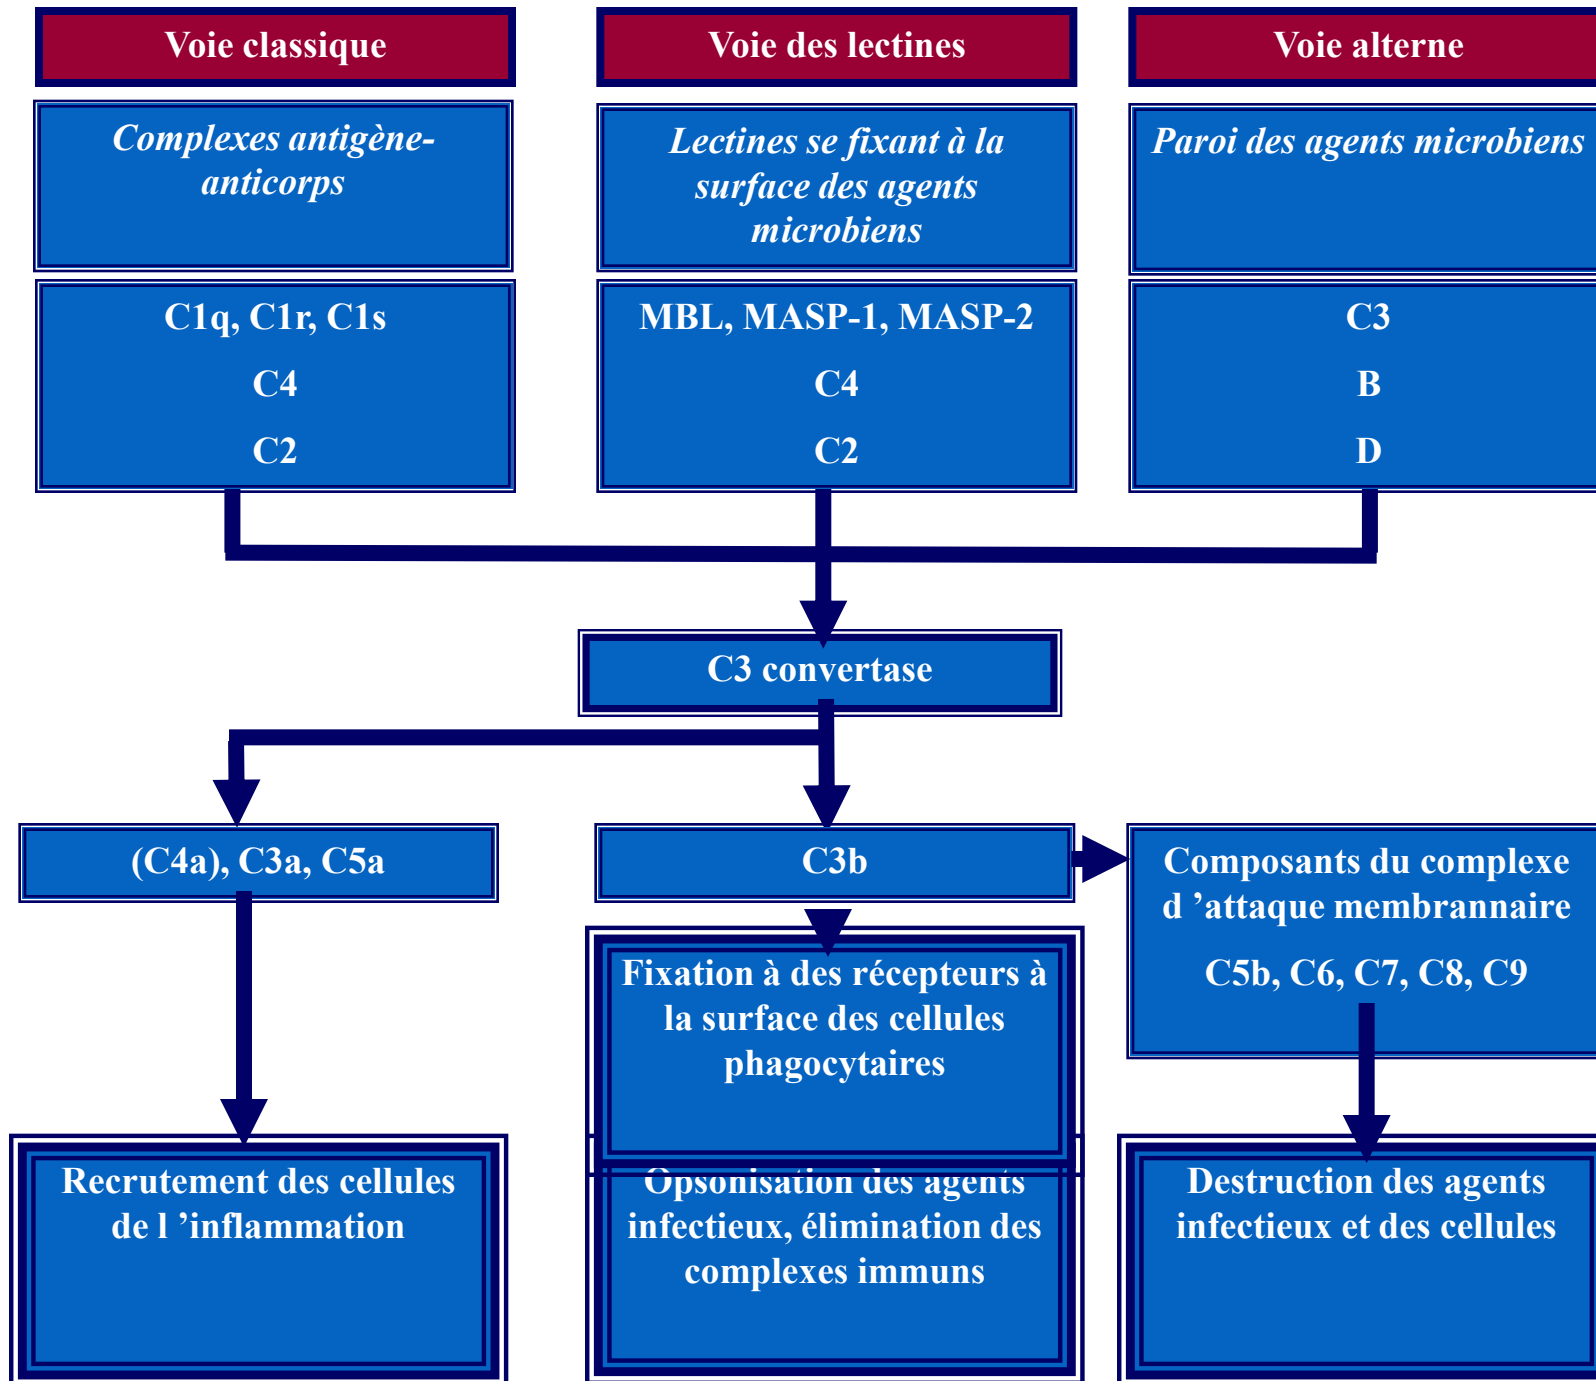 Voie classique
Voie des lectines
Voie alterne
Complexes antigène-
anticorps
Lectines se fixant à la
surface des agents
microbiens
Paroi des agents microbiens
C1q, C1r, C1s
C4
C2
MBL, MASP-1, MASP-2
C4
C2
C3
B
D
C3 convertase
(C4a), C3a, C5a
C3b
Composants du complexe
d ’attaque membrannaire
C5b, C6, C7, C8, C9
Fixation à des récepteurs à
la surface des cellules
phagocytaires
Recrutement des cellules
de l ’inflammation
Opsonisation des agents
infectieux, élimination des
complexes immuns
Destruction des agents
infectieux et des cellules